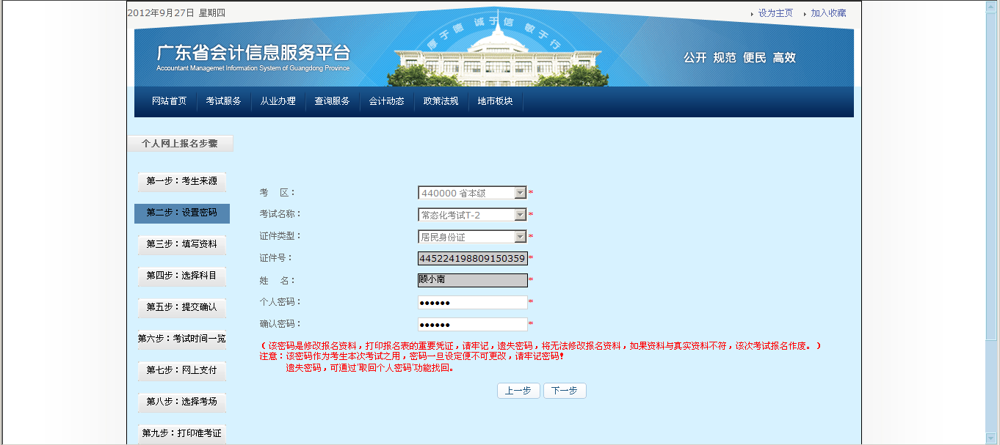 2012年9月27日 星期四
设为主页 加入收藏
厚于德 诚于信 敏于行
广东省会计信息服务平台
Accountant Managemet Information System of Guangdong Province
公开 规范 便民 高效
网站首页 考试服务 从业办理 查询服务 会计动态 政策法规 地市板块
个人网上报名步骤
第一步：考生来源
第二步：设置密码
第三步：填写资料
第四步：选择科目
第五步：提交确认
第六步：考试时间一览
第七步：网上支付
第八步：选择考场
第九步：打印准考证
考 区： 440000 省本级 *
考试名称： 常态化考试T-2 *
证件类型： 居民身份证 *
证件号： 445224198809150359 *
姓 名： 顾小南 *
个人密码： ●●●●●● *
确认密码： ●●●●●● *
（该密码是修改报名资料，打印报名表的重要凭证，请牢记，遗失密码，将无法修改报名资料，如果资料与真实资料不符，该次考试报名作废。）
注意：该密码作为考生本次考试之用，密码一旦设定便不可更改，请牢记密码！
遗失密码，可通过'取回个人密码'功能找回。
上一步 下一步